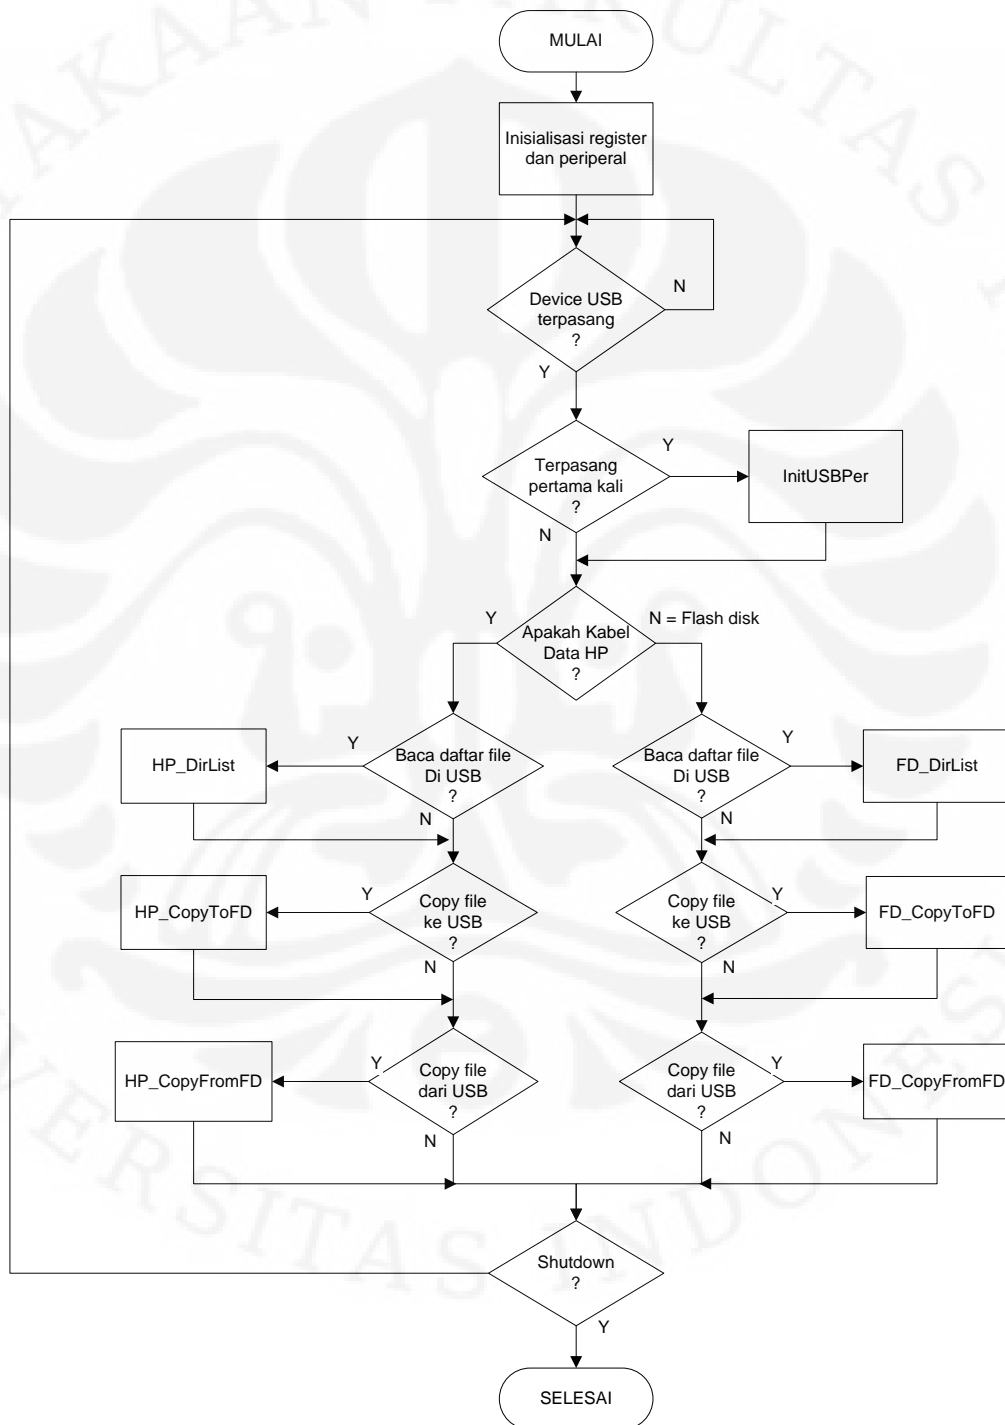 MULAI
Inisialisasi register
dan periperal
Device USB
terpasang
?
N
Y
Terpasang
pertama kali
?
Y
InitUSBPer
N
Y
N = Flash disk
Apakah Kabel
Data HP
?
HP_DirList
Y
Baca daftar file
Di USB
?
N
Baca daftar file
Di USB
?
Y
FD_DirList
N
HP_CopyToFD
Y
Copy file
ke USB
?
N
Copy file
ke USB
?
Y
FD_CopyToFD
N
HP_CopyFromFD
Y
Copy file
dari USB
?
N
Copy file
dari USB
?
Y
FD_CopyFromFD
N
Shutdown
?
Y
SELESAI